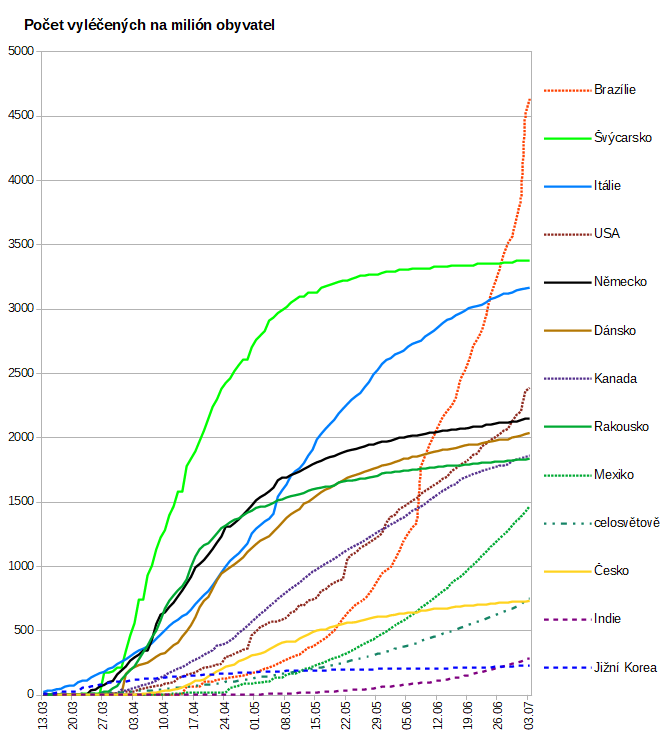 Počet vyléčených na milión obyvatel
5000
4500
4000
3500
3000
2500
2000
1500
1000
500
0
13.03
20.03
27.03
03.04
10.04
17.04
24.04
01.05
08.05
15.05
22.05
29.05
05.06
12.06
19.06
26.06
03.07
Brazílie
Švýcarsko
Itálie
USA
Německo
Dánsko
Kanada
Rakousko
Mexiko
celosvětově
Česko
Indie
Jižní Korea